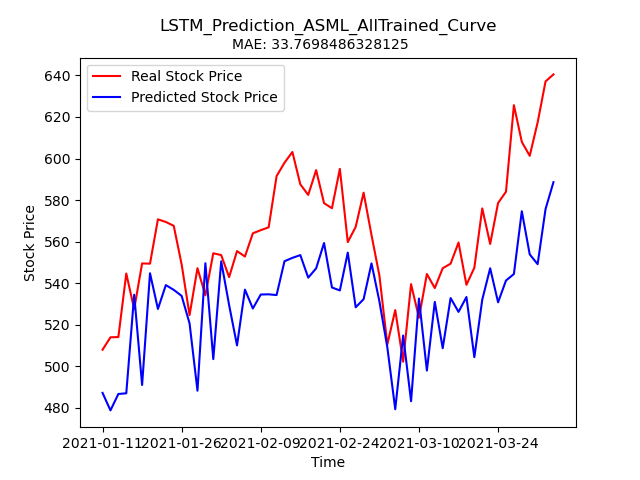 LSTM_Prediction_ASML_AllTrained_Curve
MAE: 33.7698486328125
Real Stock Price
Predicted Stock Price
640
620
600
580
560
540
520
500
480
Stock Price
2021-01-11 2021-01-26 2021-02-09 2021-02-24 2021-03-10 2021-03-24
Time